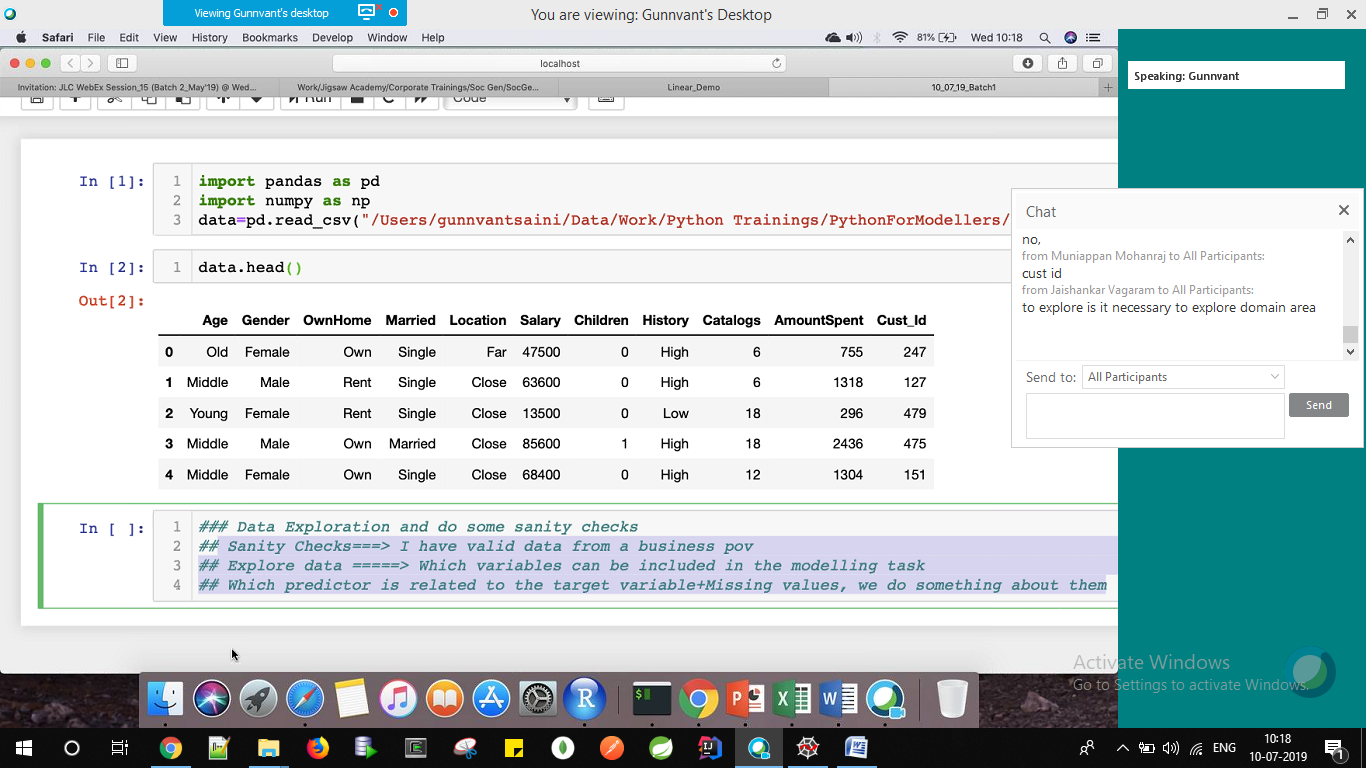 Viewing Gunnvant's desktop
You are viewing: Gunnvant's Desktop
Safari File Edit View History Bookmarks Develop Window Help
81% Wed 10:18
localhost
Invitation: JLC WebEx Session_15 (Batch 2_May'19) @ Wed...
Work/Jigsaw Academy/Corporate Trainings/Soc Gen/SocGe...
Linear_Demo
10_07_19_Batch1
Run
Code
In [1]:
1 import pandas as pd
2 import numpy as np
3 data=pd.read_csv("/Users/gunnvantsaini/Data/Work/Python Trainings/PythonForModellers/
In [2]:
1 data.head()
Out[2]:
Age Gender OwnHome Married Location Salary Children History Catalogs AmountSpent Cust_Id
0 Old Female Own Single Far 47500 0 High 6 755 247
1 Middle Male Rent Single Close 63600 0 High 6 1318 127
2 Young Female Rent Single Close 13500 0 Low 18 296 479
3 Middle Male Own Married Close 85600 1 High 18 2436 475
4 Middle Female Own Single Close 68400 0 High 12 1304 151
In [ ]:
1 ### Data Exploration and do some sanity checks
2 ## Sanity Checks===> I have valid data from a business pov
3 ## Explore data =====> Which variables can be included in the modelling task
4 ## Which predictor is related to the target variable+Missing values, we do something about them
Speaking: Gunnvant
Chat
no,
from Muniappan Mohanraj to All Participants:
cust id
from Jaishankar Vagaram to All Participants:
to explore is it necessary to explore domain area
Send to: All Participants
Send
Activate Windows
Go to Settings to activate Windows.
ENG
10:18
10-07-2019
1